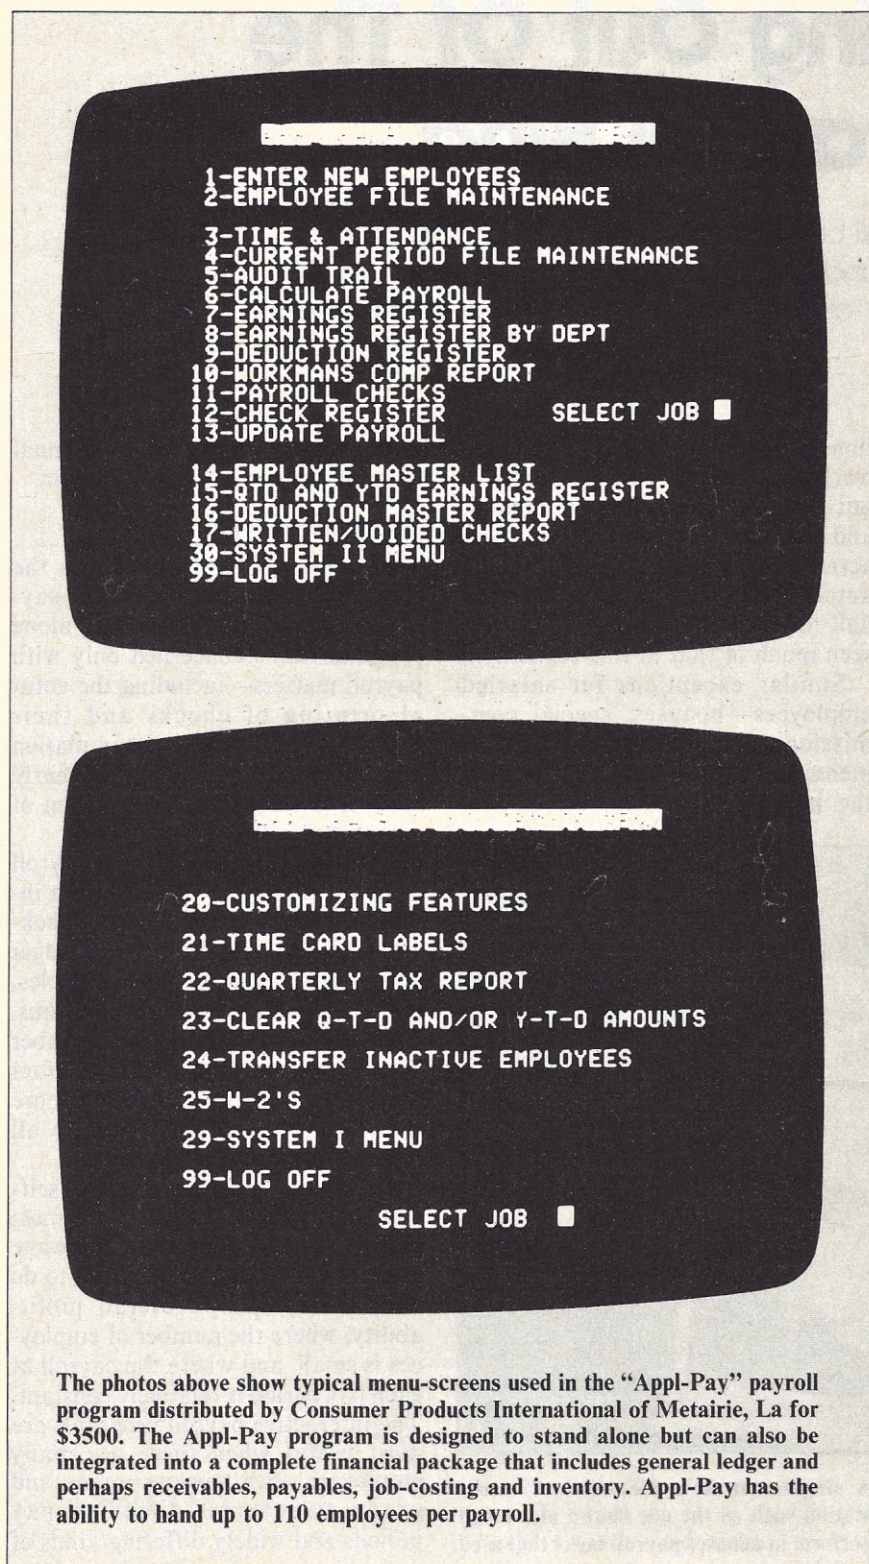 1-ENTER NEW EMPLOYEES
2-EMPLOYEE FILE MAINTENANCE
3-TIME & ATTENDANCE
4-CURRENT PERIOD FILE MAINTENANCE
5-AUDIT TRAIL
6-CALCULATE PAYROLL
7-EARNINGS REGISTER
8-EARNINGS REGISTER BY DEPT
9-DEDUCTION REGISTER
10-WORKMANS COMP REPORT
11-PAYROLL CHECKS
12-CHECK REGISTER SELECT JOB
13-UPDATE PAYROLL
14-EMPLOYEE MASTER LIST
15-QTD AND YTD EARNINGS REGISTER
16-DEDUCTION MASTER REPORT
17-WRITTEN/VOIDED CHECKS
30-SYSTEM II MENU
99-LOG OFF
20-CUSTOMIZING FEATURES
21-TIME CARD LABELS
22-QUARTERLY TAX REPORT
23-CLEAR Q-T-D AND/OR Y-T-D AMOUNTS
24-TRANSFER INACTIVE EMPLOYEES
25-W-2'S
29-SYSTEM I MENU
99-LOG OFF
SELECT JOB
The photos above show typical menu-screens used in the “Appl-Pay” payroll
program distributed by Consumer Products International of Metairie, La for
$3500. The Appl-Pay program is designed to stand alone but can also be
integrated into a complete financial package that includes general ledger and
perhaps receivables, payables, job-costing and inventory. Appl-Pay has the
ability to hand up to 110 employees per payroll.